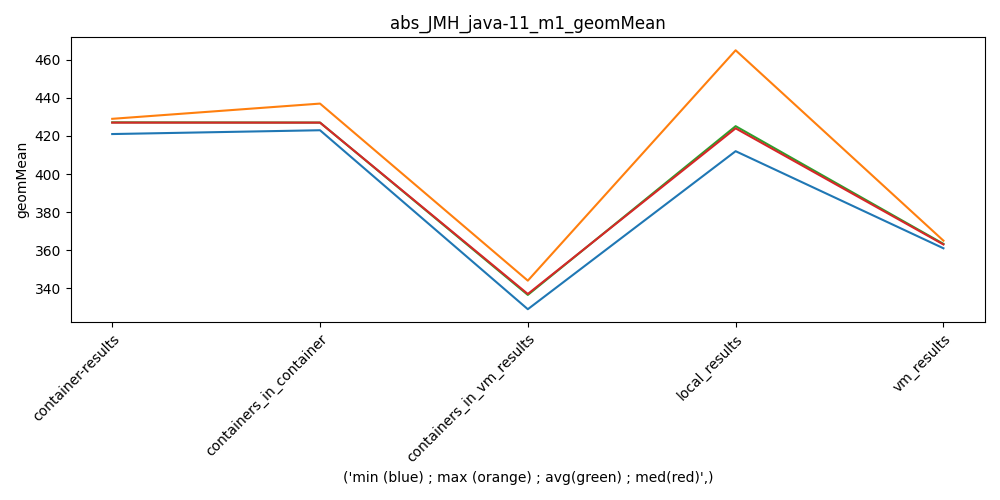 abs_JMH_java-11_m1_geomMean
geomMean
460
440
420
400
380
360
340
container-results
containers_in_container
containers_in_vm_results
local_results
vm_results
('min (blue) ; max (orange) ; avg(green) ; med(red)',)